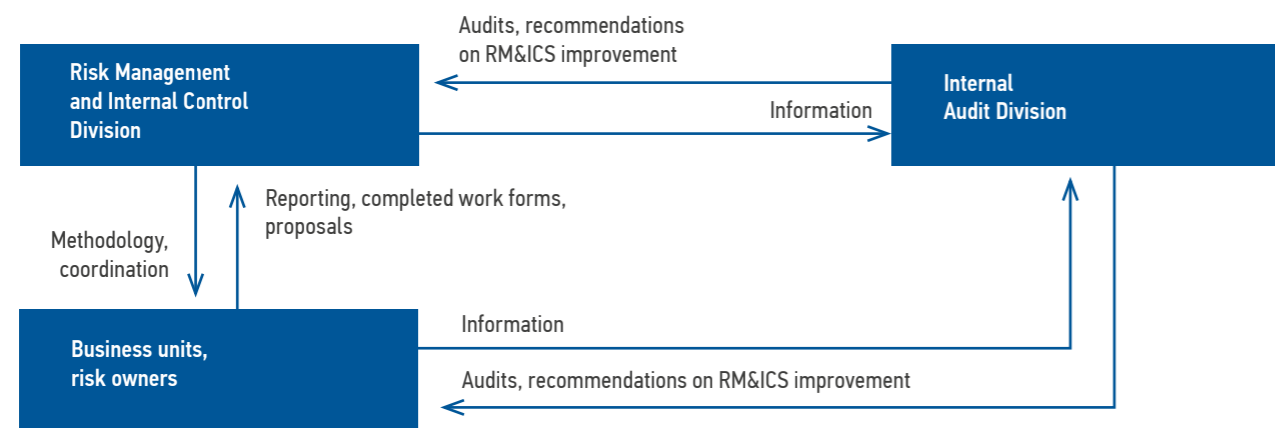 Audits, recommendations
on RM&ICS improvement
Risk Management
and Internal Control
Division
Internal
Audit Division
Information
Reporting, completed work forms,
proposals
Methodology,
coordination
Business units,
risk owners
Information
Audits, recommendations on RM&ICS improvement